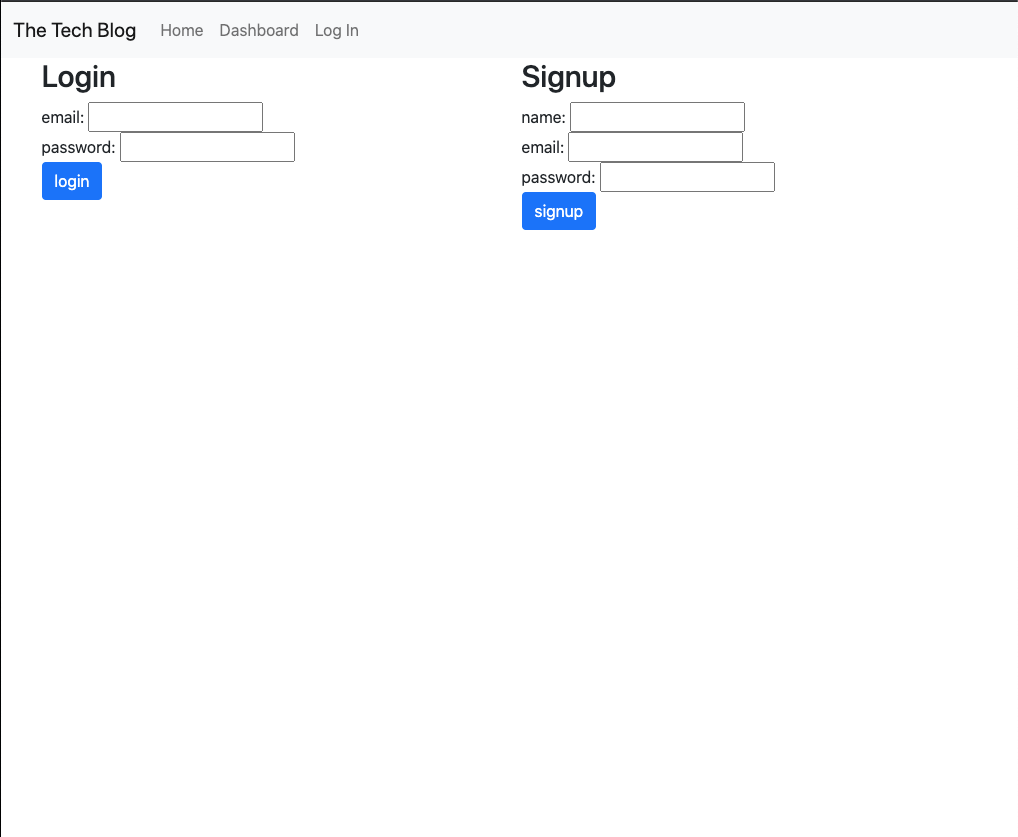 The Tech Blog Home Dashboard Log In
Login
email:
password:
login
Signup
name:
email:
password:
signup